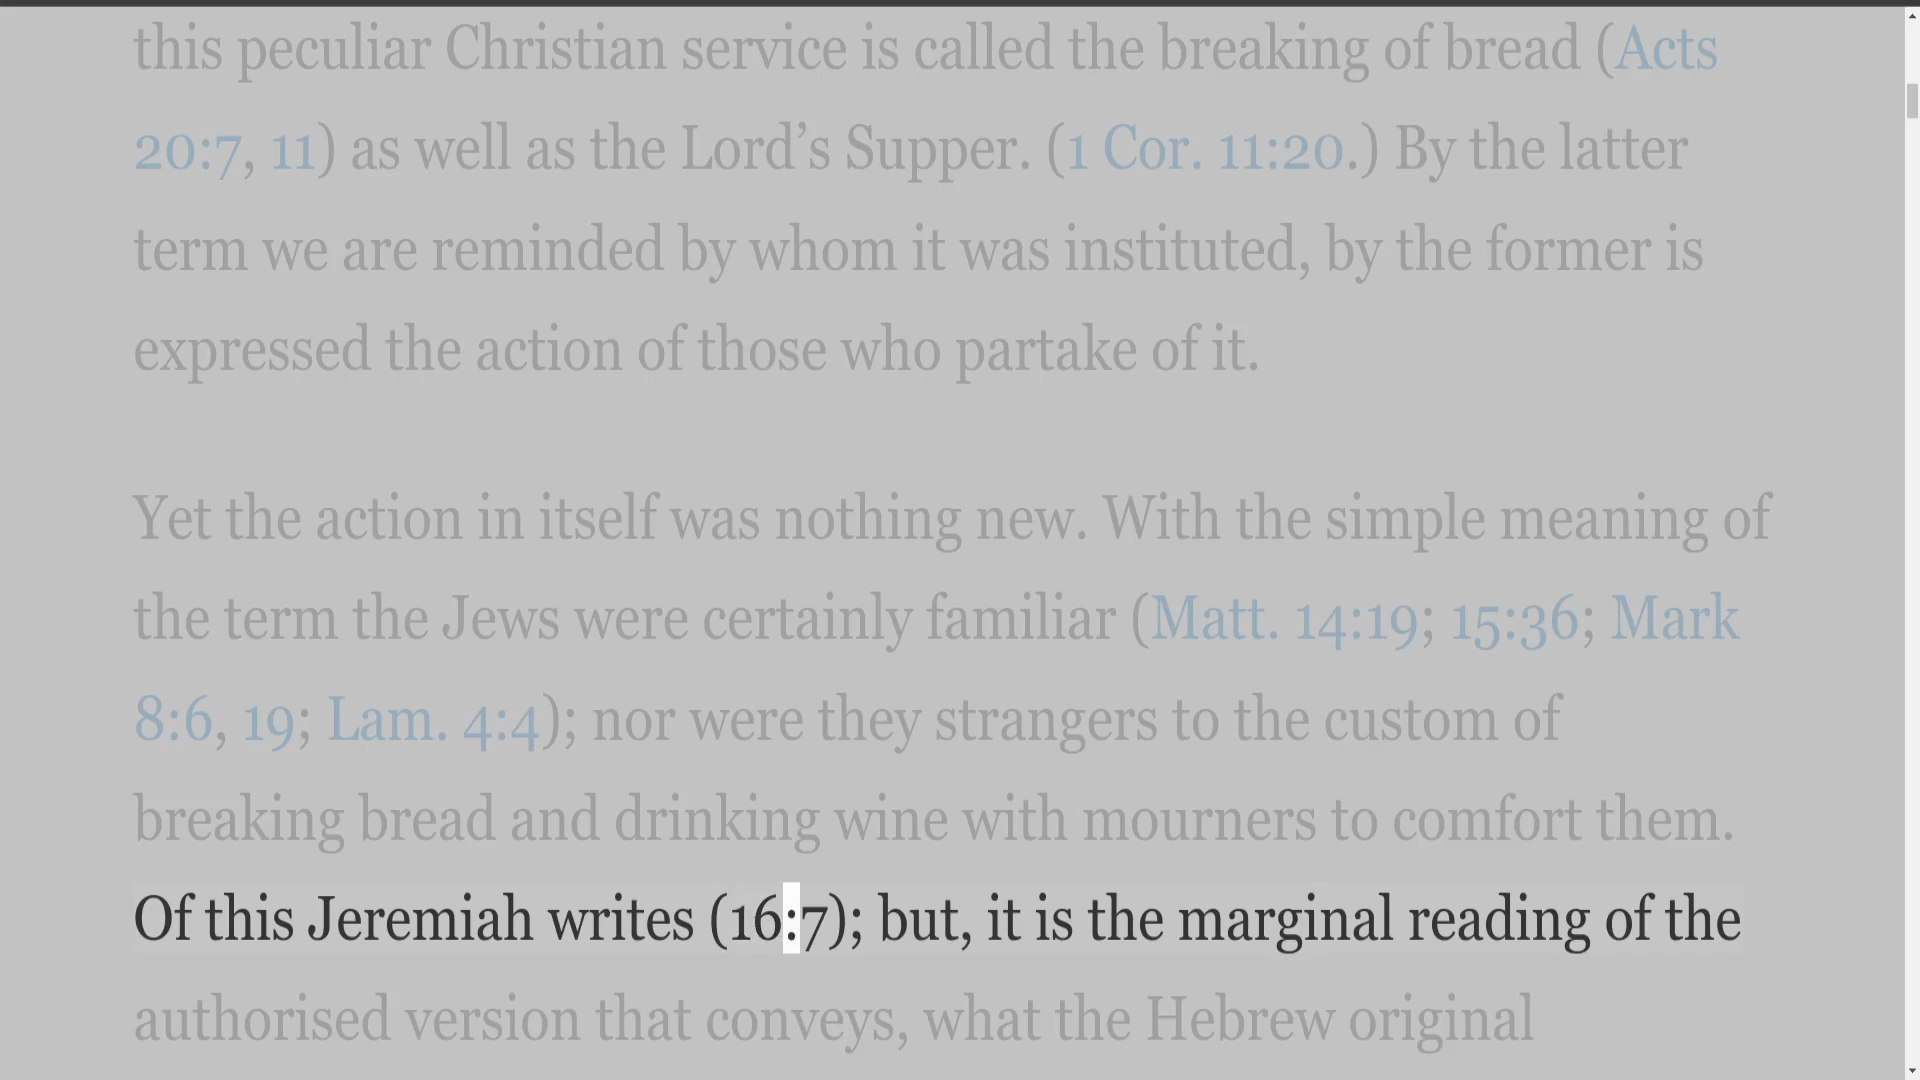 this peculiar Christian service is called the breaking of bread (Acts
20:7, 11) as well as the Lord’s Supper. (1 Cor. 11:20.) By the latter
term we are reminded by whom it was instituted, by the former is
expressed the action of those who partake of it.
Yet the action in itself was nothing new. With the simple meaning of
the term the Jews were certainly familiar (Matt. 14:19; 15:36; Mark
8:6, 19; Lam. 4:4); nor were they strangers to the custom of
breaking bread and drinking wine with mourners to comfort them.
Of this Jeremiah writes (16:7); but, it is the marginal reading of the
authorised version that conveys, what the Hebrew original